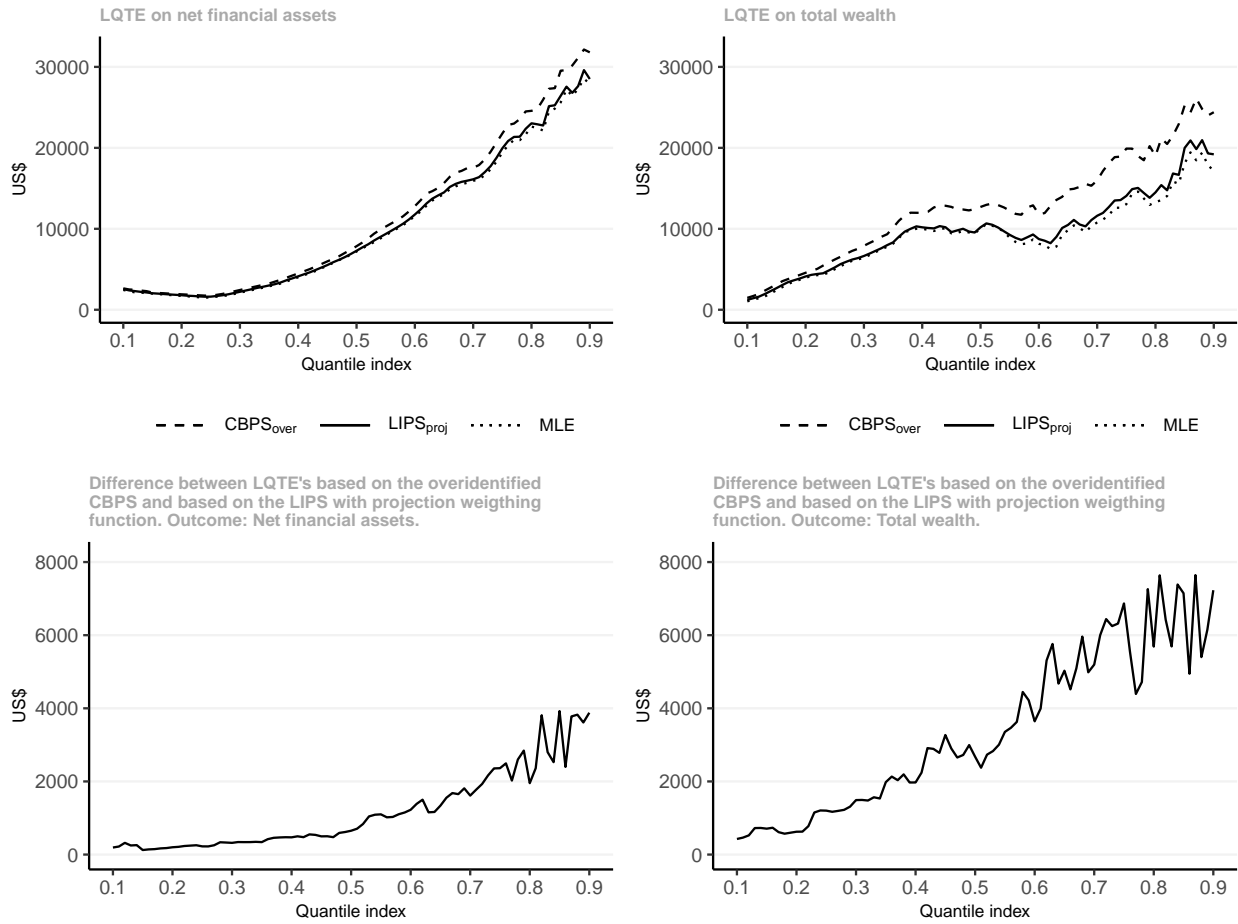 LQTE on net financial assets
US$
30000
20000
10000
0
0.1 0.2 0.3 0.4 0.5 0.6 0.7 0.8 0.9
Quantile index
CBPSover LIPSproj MLE
LQTE on total wealth
US$
30000
20000
10000
0
0.1 0.2 0.3 0.4 0.5 0.6 0.7 0.8 0.9
Quantile index
CBPSover LIPSproj MLE
Difference between LQTE's based on the overidentified
CBPS and based on the LIPS with projection weigthing
function. Outcome: Net financial assets.
US$
8000
6000
4000
2000
0
0.1 0.2 0.3 0.4 0.5 0.6 0.7 0.8 0.9
Quantile index
Difference between LQTE's based on the overidentified
CBPS and based on the LIPS with projection weigthing
function. Outcome: Total wealth.
US$
8000
6000
4000
2000
0
0.1 0.2 0.3 0.4 0.5 0.6 0.7 0.8 0.9
Quantile index